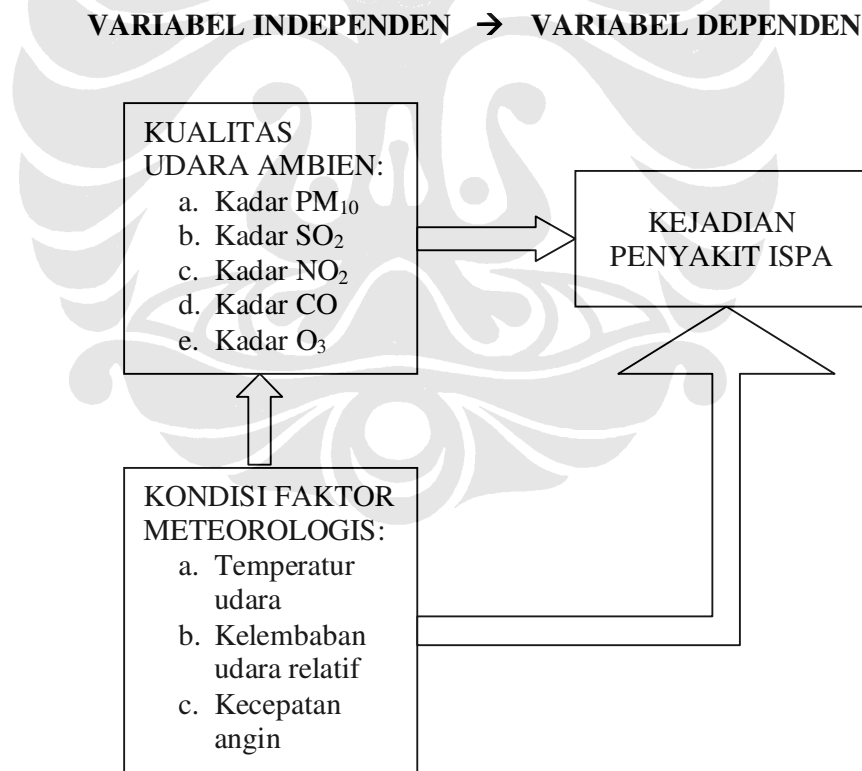 VARIABEL INDEPENDEN → VARIABEL DEPENDEN
KUALITAS
UDARA AMBIEN:
a. Kadar PM₁₀
b. Kadar SO₂
c. Kadar NO₂
d. Kadar CO
e. Kadar O₃
KEJADIAN
PENYAKIT ISPA
KONDISI FAKTOR
METEOROLOGIS:
a. Temperatur
udara
b. Kelembaban
udara relatif
c. Kecepatan
angin